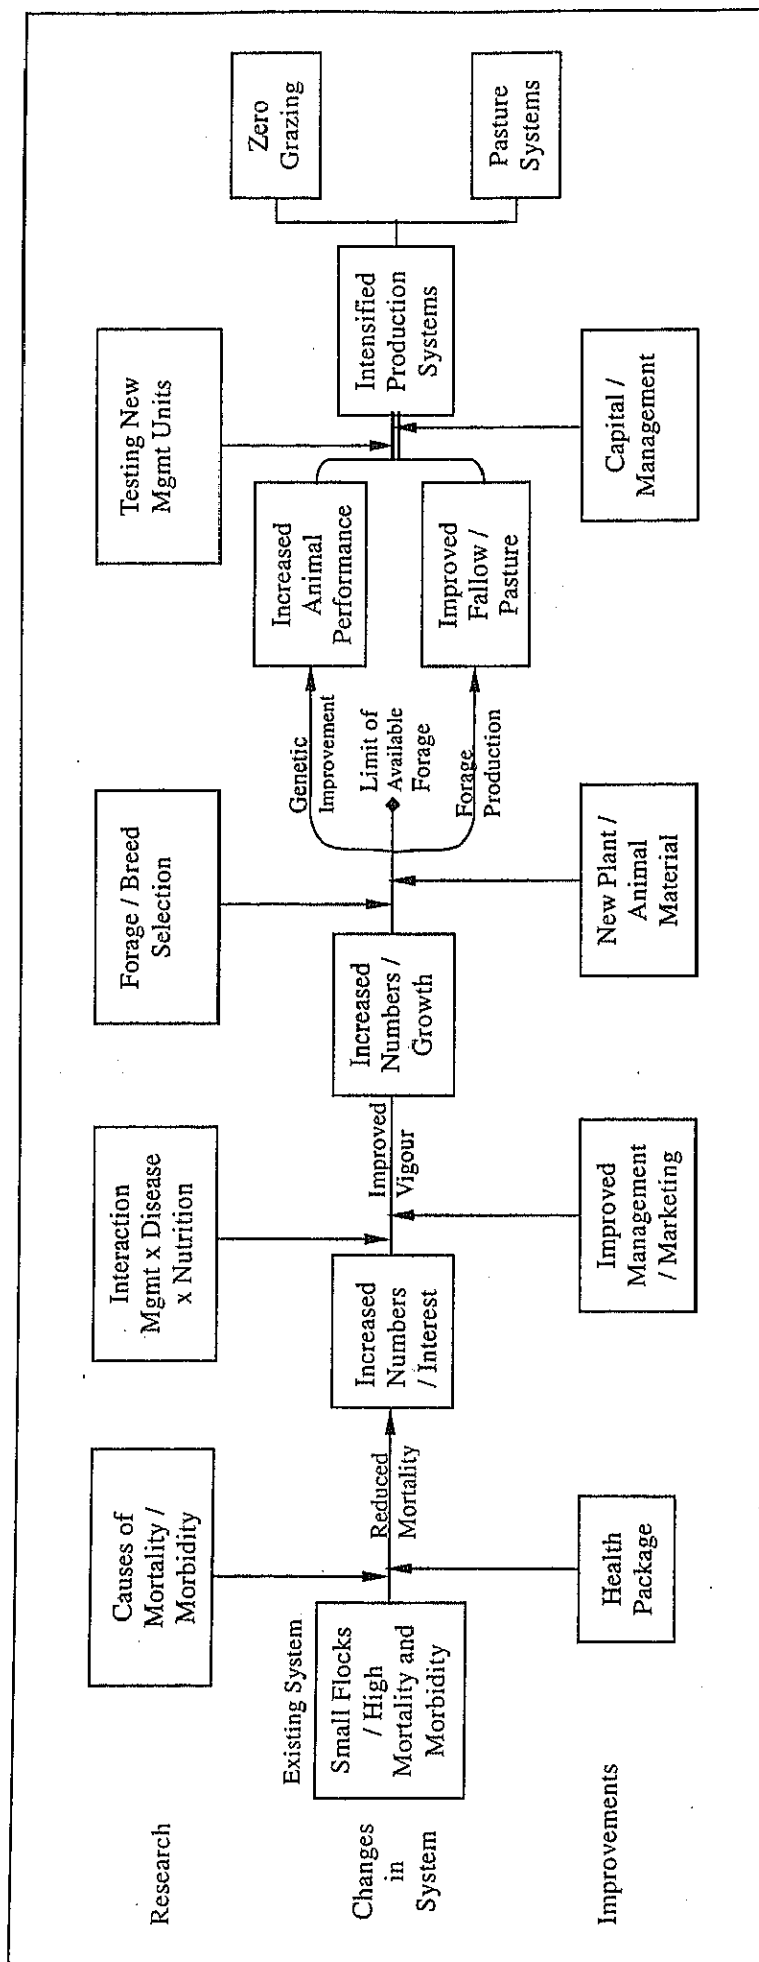 Research
Causes of
Mortality /
Morbidity
Interaction
Mgmt x Disease
x Nutrition
Forage / Breed
Selection
Testing New
Mgmt Units
Changes
in
System
Existing System
Small Flocks
/ High
Mortality and
Morbidity
Reduced
Mortality
Increased
Numbers
/ Interest
Improved
Vigour
Increased
Numbers /
Growth
Genetic
Improvement
Limit of
Available
Forage
Forage
Production
Increased
Animal
Performance
Improved
Fallow /
Pasture
Intensified
Production
Systems
Zero
Grazing
Pasture
Systems
Improvements
Health
Package
Improved
Management
/ Marketing
New Plant /
Animal
Material
Capital /
Management